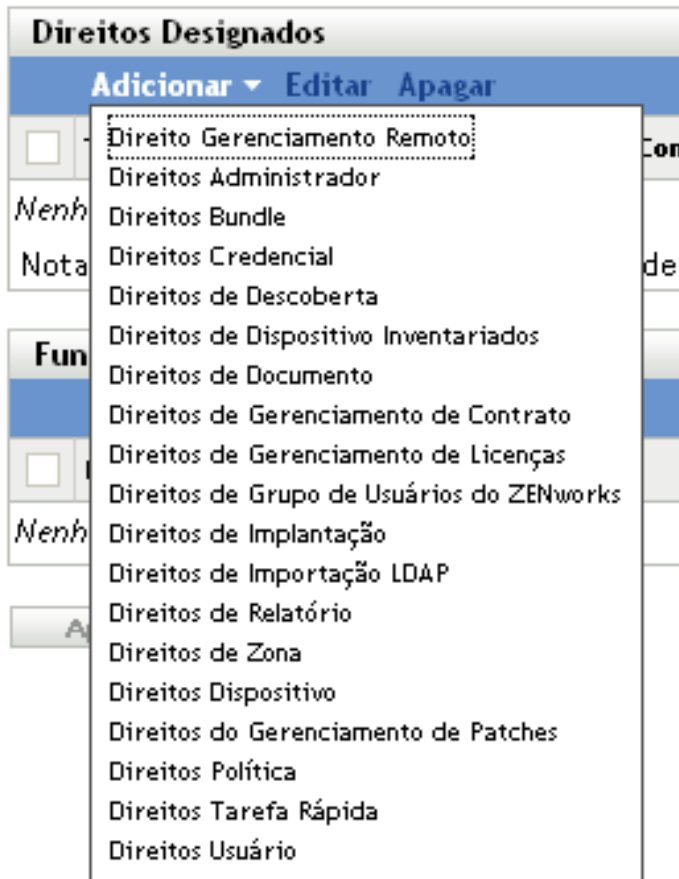 Direitos Designados
Adicionar Editar Apagar
Direito Gerenciamento Remoto
Direitos Administrador
Nenh
Direitos Bundle
Nota
Direitos Credencial
de
Direitos de Descoberta
Direitos de Dispositivo Inventariados
Fun
Direitos de Documento
Direitos de Gerenciamento de Contrato
Direitos de Gerenciamento de Licenças
Direitos de Grupo de Usuários do ZENworks
Nenh
Direitos de Implantação
Direitos de Importação LDAP
Direitos de Relatório
Direitos de Zona
Direitos Dispositivo
Direitos do Gerenciamento de Patches
Direitos Política
Direitos Tarefa Rápida
Direitos Usuário